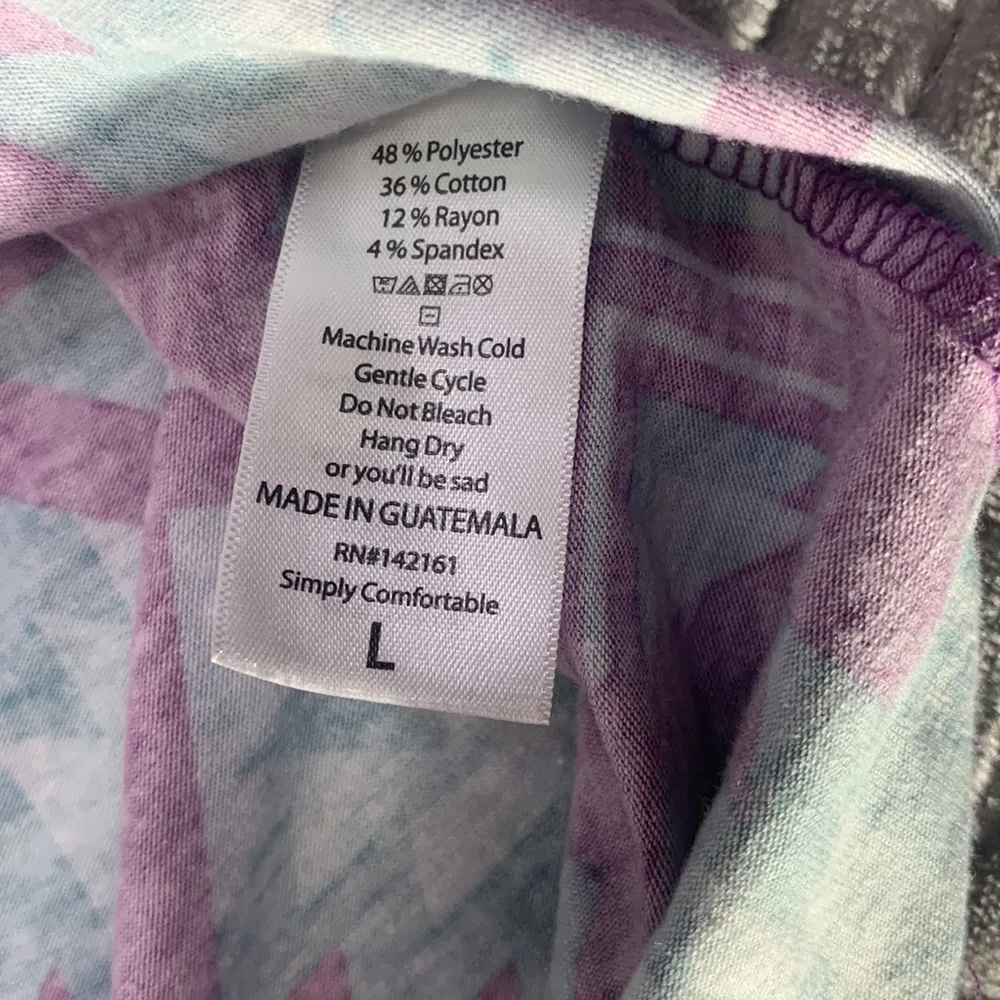 48 % Polyester
36 % Cotton
12 % Rayon
4 % Spandex
Machine Wash Cold
Gentle Cycle
Do Not Bleach
Hang Dry
or you'll be sad
MADE IN GUATEMALA
RN#142161
Simply Comfortable
L